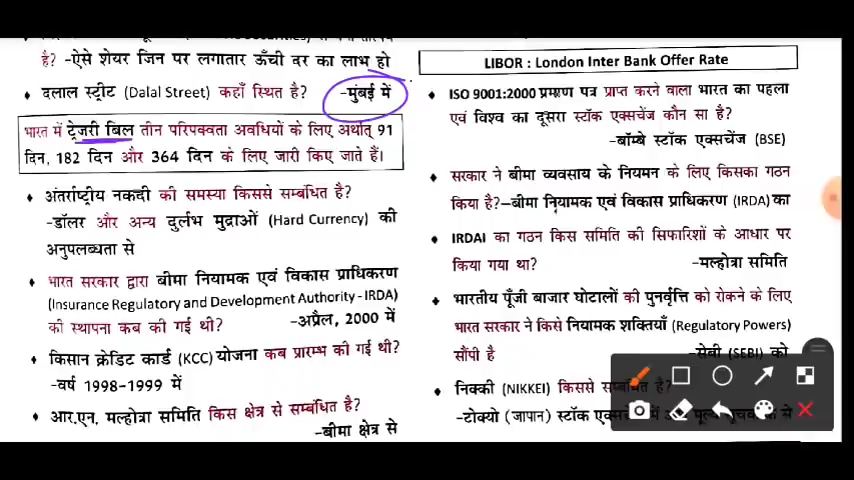 है? -ऐसे शेयर जिन पर लगातार ऊँची दर का लाभ हो
दलाल स्ट्रीट (Dalal Street) कहाँ स्थित है?
-मुंबई में
भारत में ट्रेजरी बिल तीन परिपक्वता अवधियों के लिए अर्थात् 91
दिन, 182 दिन और 364 दिन के लिए जारी किए जाते हैं।
अंतर्राष्ट्रीय नकदी की समस्या किससे सम्बंधित है?
-डॉलर और अन्य दुर्लभ मुद्राओं (Hard Currency) की
अनुपलब्धता से
भारत सरकार द्वारा बीमा नियामक एवं विकास प्राधिकरण
(Insurance Regulatory and Development Authority - IRDA)
की स्थापना कब की गई थी? -अप्रैल, 2000 में
किसान क्रेडिट कार्ड (KCC) योजना कब प्रारम्भ की गई थी?
-वर्ष 1998-1999 में
आर.एन. मल्होत्रा समिति किस क्षेत्र से सम्बंधित है?
-बीमा क्षेत्र से
LIBOR : London Inter Bank Offer Rate
ISO 9001:2000 प्रमाण पत्र प्राप्त करने वाला भारत का पहला
एवं विश्व का दूसरा स्टॉक एक्सचेंज कौन सा है?
-बॉम्बे स्टॉक एक्सचेंज (BSE)
सरकार ने बीमा व्यवसाय के नियमन के लिए किसका गठन
किया है? -बीमा नियामक एवं विकास प्राधिकरण (IRDA) का
IRDAI का गठन किस समिति की सिफारिशों के आधार पर
किया गया था? -मल्होत्रा समिति
भारतीय पूँजी बाजार घोटालों की पुनर्वृत्ति को रोकने के लिए
भारत सरकार ने किसे नियामक शक्तियाँ (Regulatory Powers)
सौंपी है -सेबी (SEBI) को
निक्की (NIKKEI) किससे सम्बंधित है?
-टोक्यो (जापान) स्टॉक एक्सचेंज में